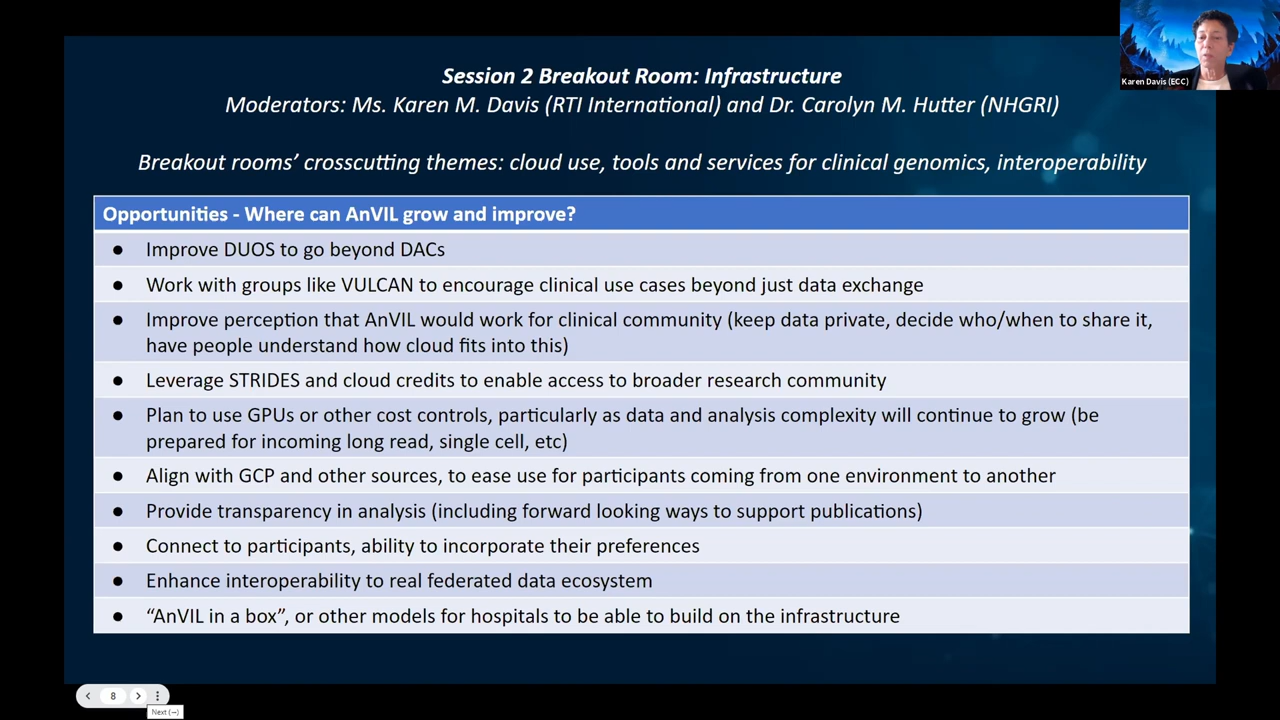 Karen Davis (ECC)
Session 2 Breakout Room: Infrastructure
Moderators: Ms. Karen M. Davis (RTI International) and Dr. Carolyn M. Hutter (NHGRI)
Breakout rooms' crosscutting themes: cloud use, tools and services for clinical genomics, interoperability
Opportunities - Where can AnVIL grow and improve?
● Improve DUOS to go beyond DACs
● Work with groups like VULCAN to encourage clinical use cases beyond just data exchange
● Improve perception that AnVIL would work for clinical community (keep data private, decide who/when to share it,
have people understand how cloud fits into this)
● Leverage STRIDES and cloud credits to enable access to broader research community
● Plan to use GPUs or other cost controls, particularly as data and analysis complexity will continue to grow (be
prepared for incoming long read, single cell, etc)
● Align with GCP and other sources, to ease use for participants coming from one environment to another
● Provide transparency in analysis (including forward looking ways to support publications)
● Connect to participants, ability to incorporate their preferences
● Enhance interoperability to real federated data ecosystem
● “AnVIL in a box”, or other models for hospitals to be able to build on the infrastructure
8
Next (→)